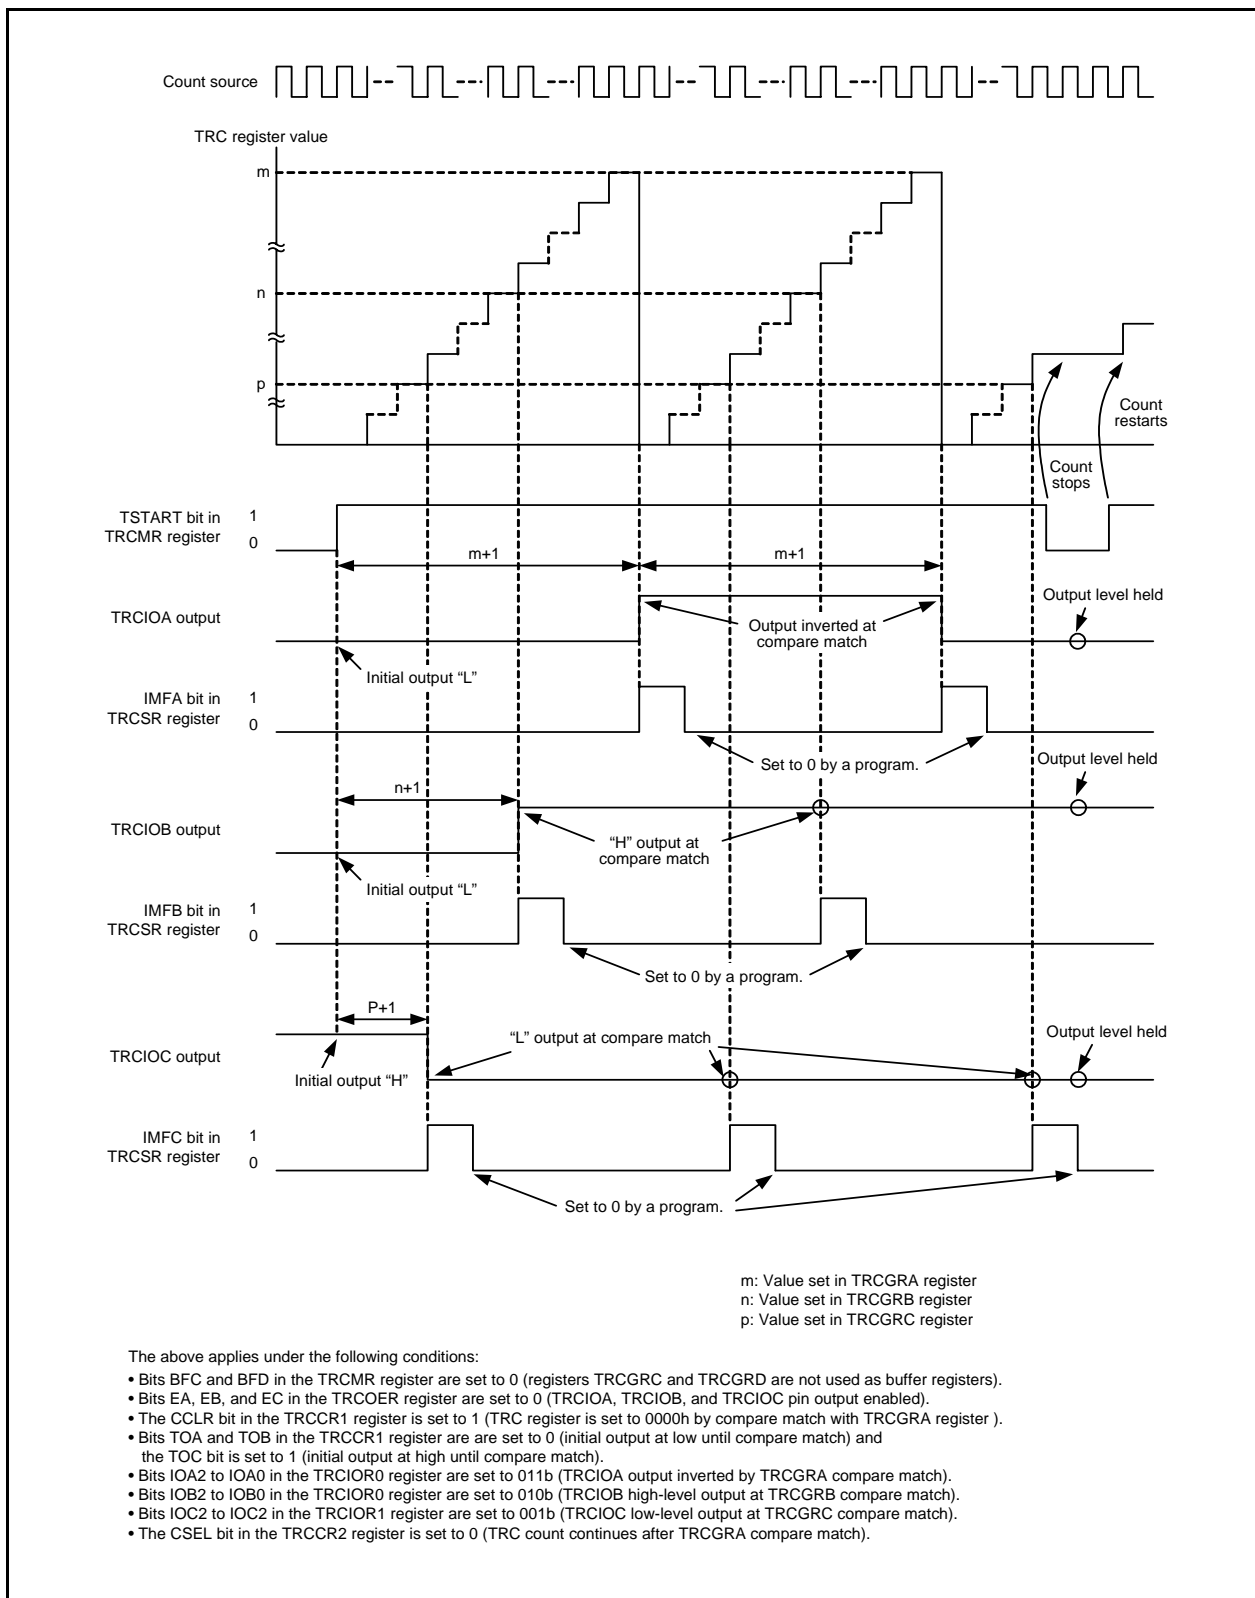 Count source
TRC register value
m
n
p
Count
restarts
Count
stops
TSTART bit in
TRCMR register
1
0
m+1
m+1
TRCIOA output
Output inverted at
compare match
Output level held
Initial output “L”
IMFA bit in
TRCSR register
1
0
Set to 0 by a program.
Output level held
n+1
TRCIOB output
“H” output at
compare match
Initial output “L”
IMFB bit in
TRCSR register
1
0
Set to 0 by a program.
P+1
TRCIOC output
“L” output at compare match
Output level held
Initial output “H”
IMFC bit in
TRCSR register
1
0
Set to 0 by a program.
m: Value set in TRCGRA register
n: Value set in TRCGRB register
p: Value set in TRCGRC register
The above applies under the following conditions:
• Bits BFC and BFD in the TRCMR register are set to 0 (registers TRCGRC and TRCGRD are not used as buffer registers).
• Bits EA, EB, and EC in the TRCOER register are set to 0 (TRCIOA, TRCIOB, and TRCIOC pin output enabled).
• The CCLR bit in the TRCCR1 register is set to 1 (TRC register is set to 0000h by compare match with TRCGRA register ).
• Bits TOA and TOB in the TRCCR1 register are are set to 0 (initial output at low until compare match) and
the TOC bit is set to 1 (initial output at high until compare match).
• Bits IOA2 to IOA0 in the TRCIOR0 register are set to 011b (TRCIOA output inverted by TRCGRA compare match).
• Bits IOB2 to IOB0 in the TRCIOR0 register are set to 010b (TRCIOB high-level output at TRCGRB compare match).
• Bits IOC2 to IOC2 in the TRCIOR1 register are set to 001b (TRCIOC low-level output at TRCGRC compare match).
• The CSEL bit in the TRCCR2 register is set to 0 (TRC count continues after TRCGRA compare match).